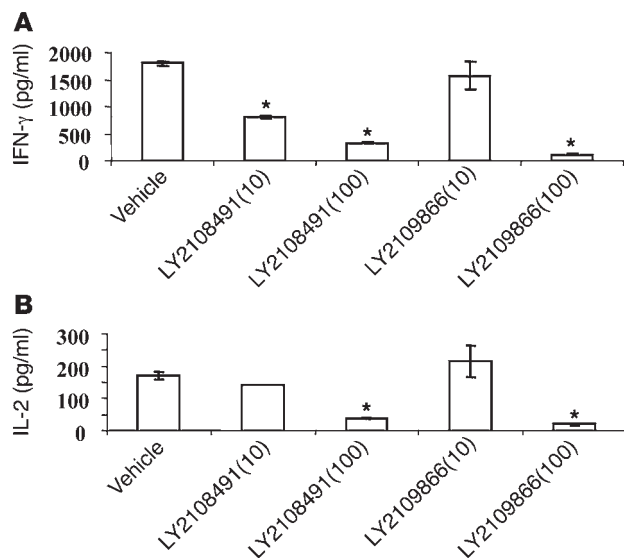 A
IFN-γ (pg/ml)
2000
1500
1000
500
0
*
*
*
Vehicle
LY2108491(10)
LY2108491(100)
LY2109866(10)
LY2109866(100)
B
IL-2 (pg/ml)
300
200
100
0
*
*
Vehicle
LY2108491(10)
LY2108491(100)
LY2109866(10)
LY2109866(100)